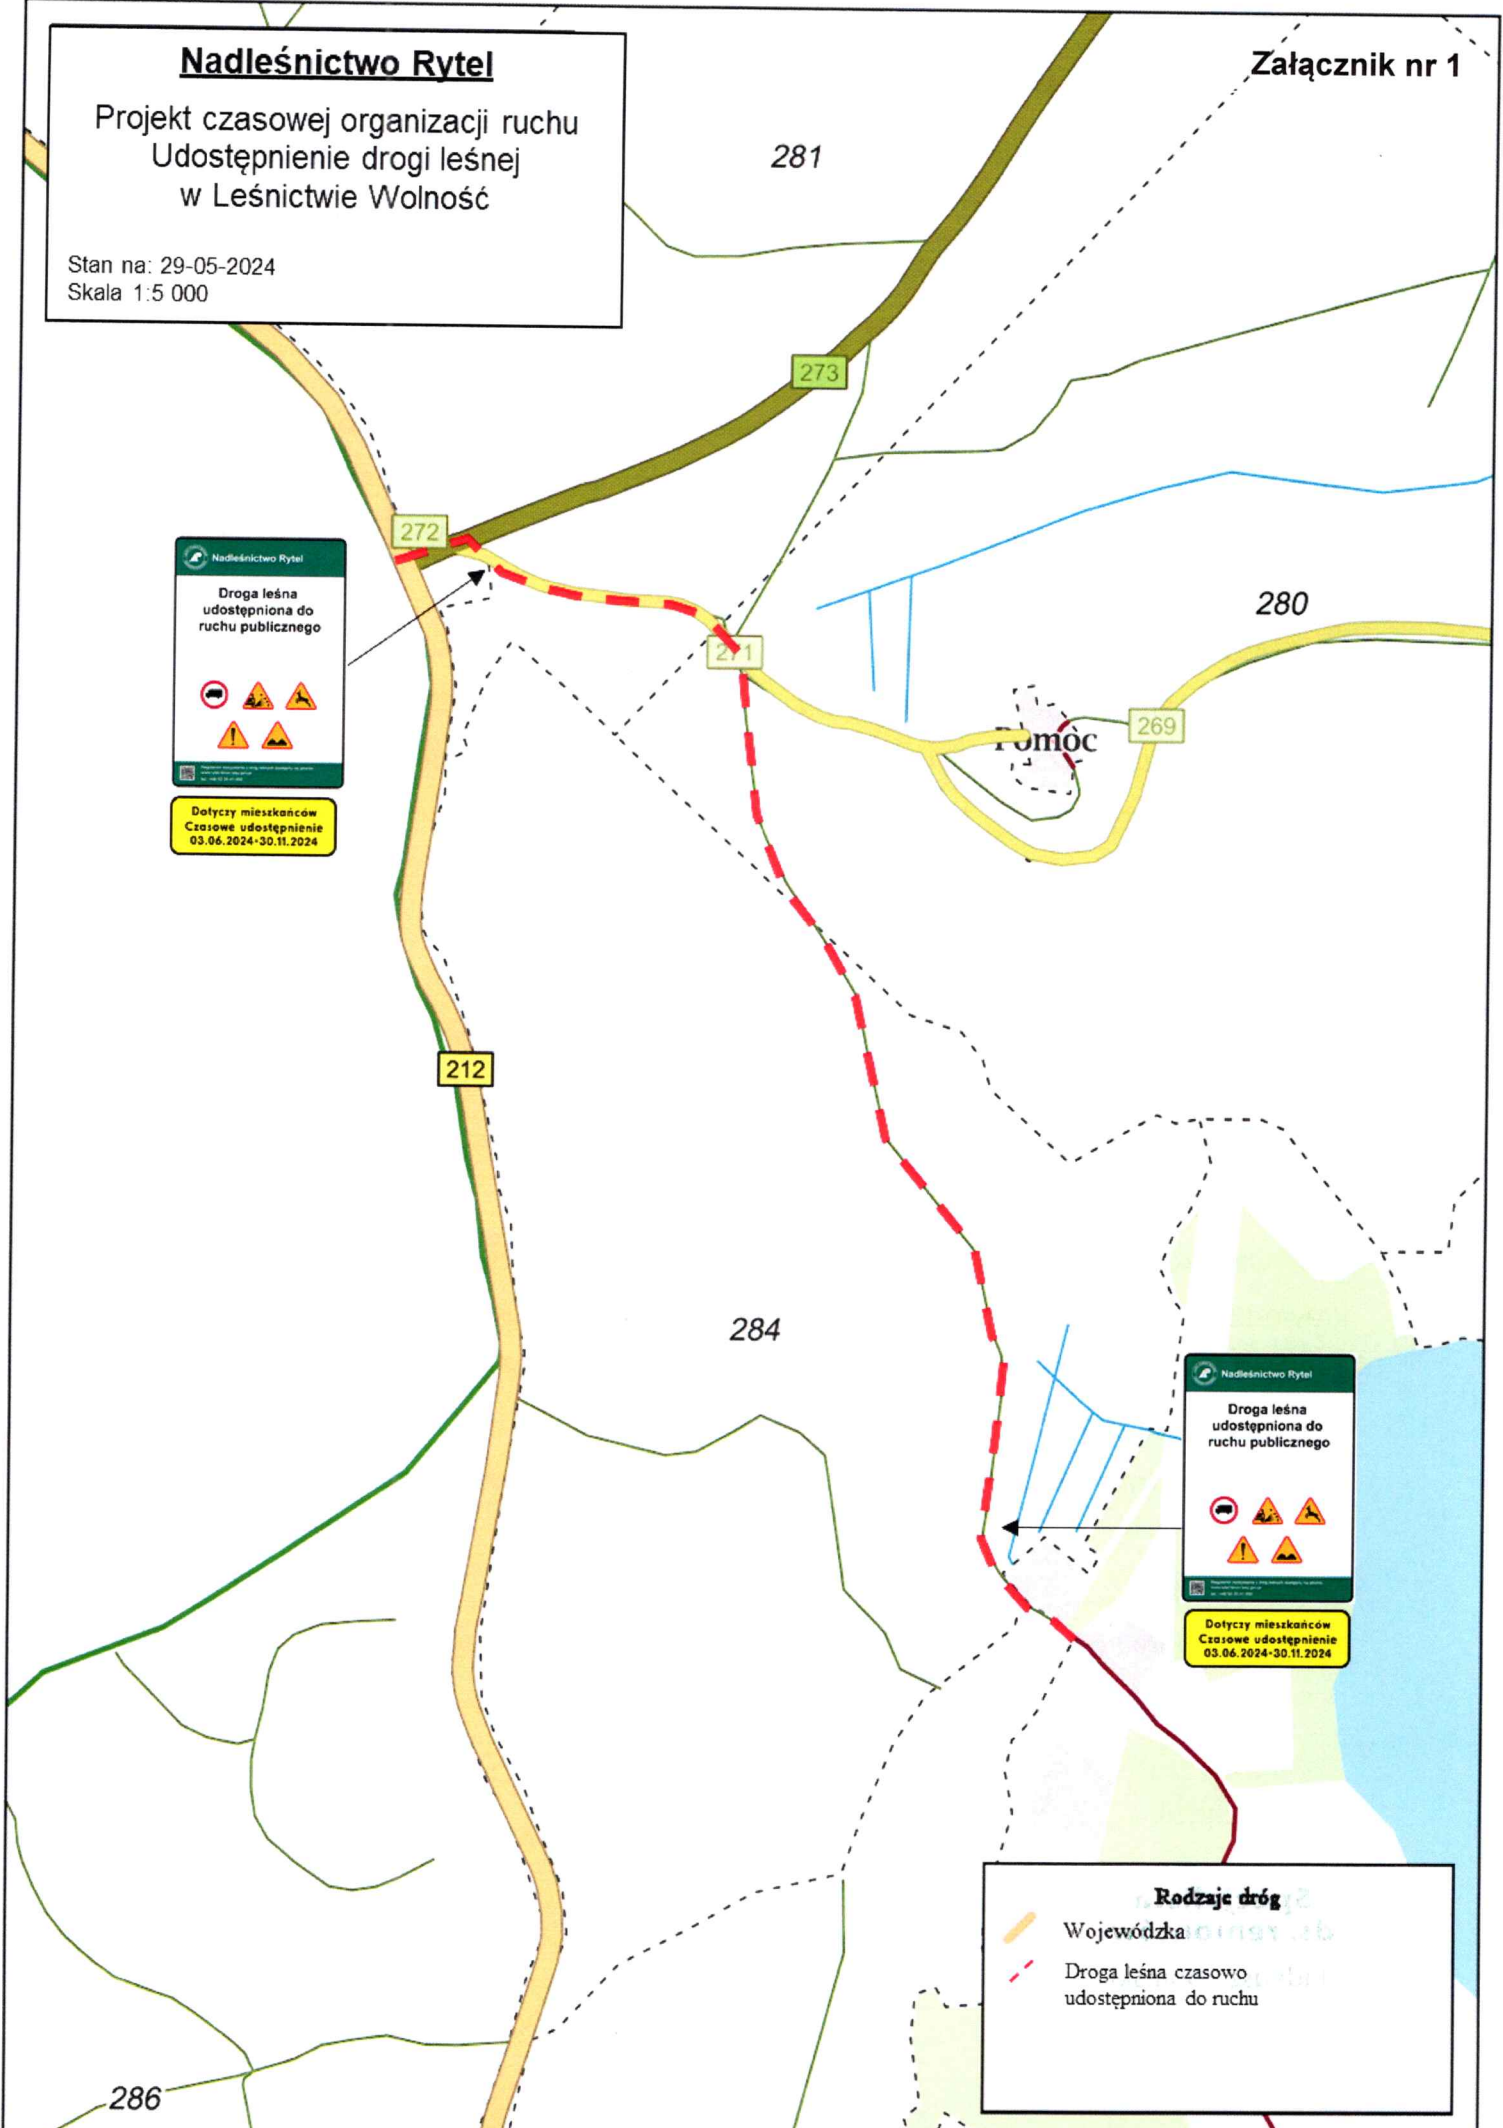 Nadleśnictwo Rytel
Projekt czasowej organizacji ruchu
Udostępnienie drogi leśnej
w Leśnictwie Wolność
Stan na: 29-05-2024
Skala 1:5 000
Załącznik nr 1
281
273
272
Nadleśnictwo Rytel
Droga leśna
udostępniona do
ruchu publicznego
Dotyczy mieszkańców
Czasowe udostępnienie
03.06.2024-30.11.2024
271
280
269
Pomoc
212
284
Nadleśnictwo Rytel
Droga leśna
udostępniona do
ruchu publicznego
Dotyczy mieszkańców
Czasowe udostępnienie
03.06.2024-30.11.2024
Rodzaje dróg
Wojewódzka
Droga leśna czasowo
udostępniona do ruchu
286